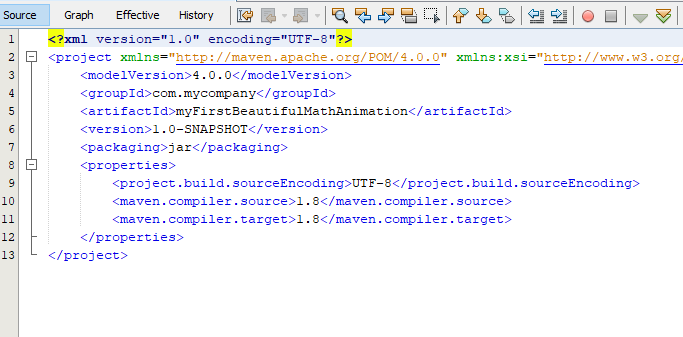 Source Graph Effective History
1 <?xml version="1.0" encoding="UTF-8"?>
2 <project xmlns="http://maven.apache.org/POM/4.0.0" xmlns:xsi="http://www.w3.org/
3 <modelVersion>4.0.0</modelVersion>
4 <groupId>com.mycompany</groupId>
5 <artifactId>myFirstBeautifulMathAnimation</artifactId>
6 <version>1.0-SNAPSHOT</version>
7 <packaging>jar</packaging>
8 <properties>
9 <project.build.sourceEncoding>UTF-8</project.build.sourceEncoding>
10 <maven.compiler.source>1.8</maven.compiler.source>
11 <maven.compiler.target>1.8</maven.compiler.target>
12 </properties>
13 </project>